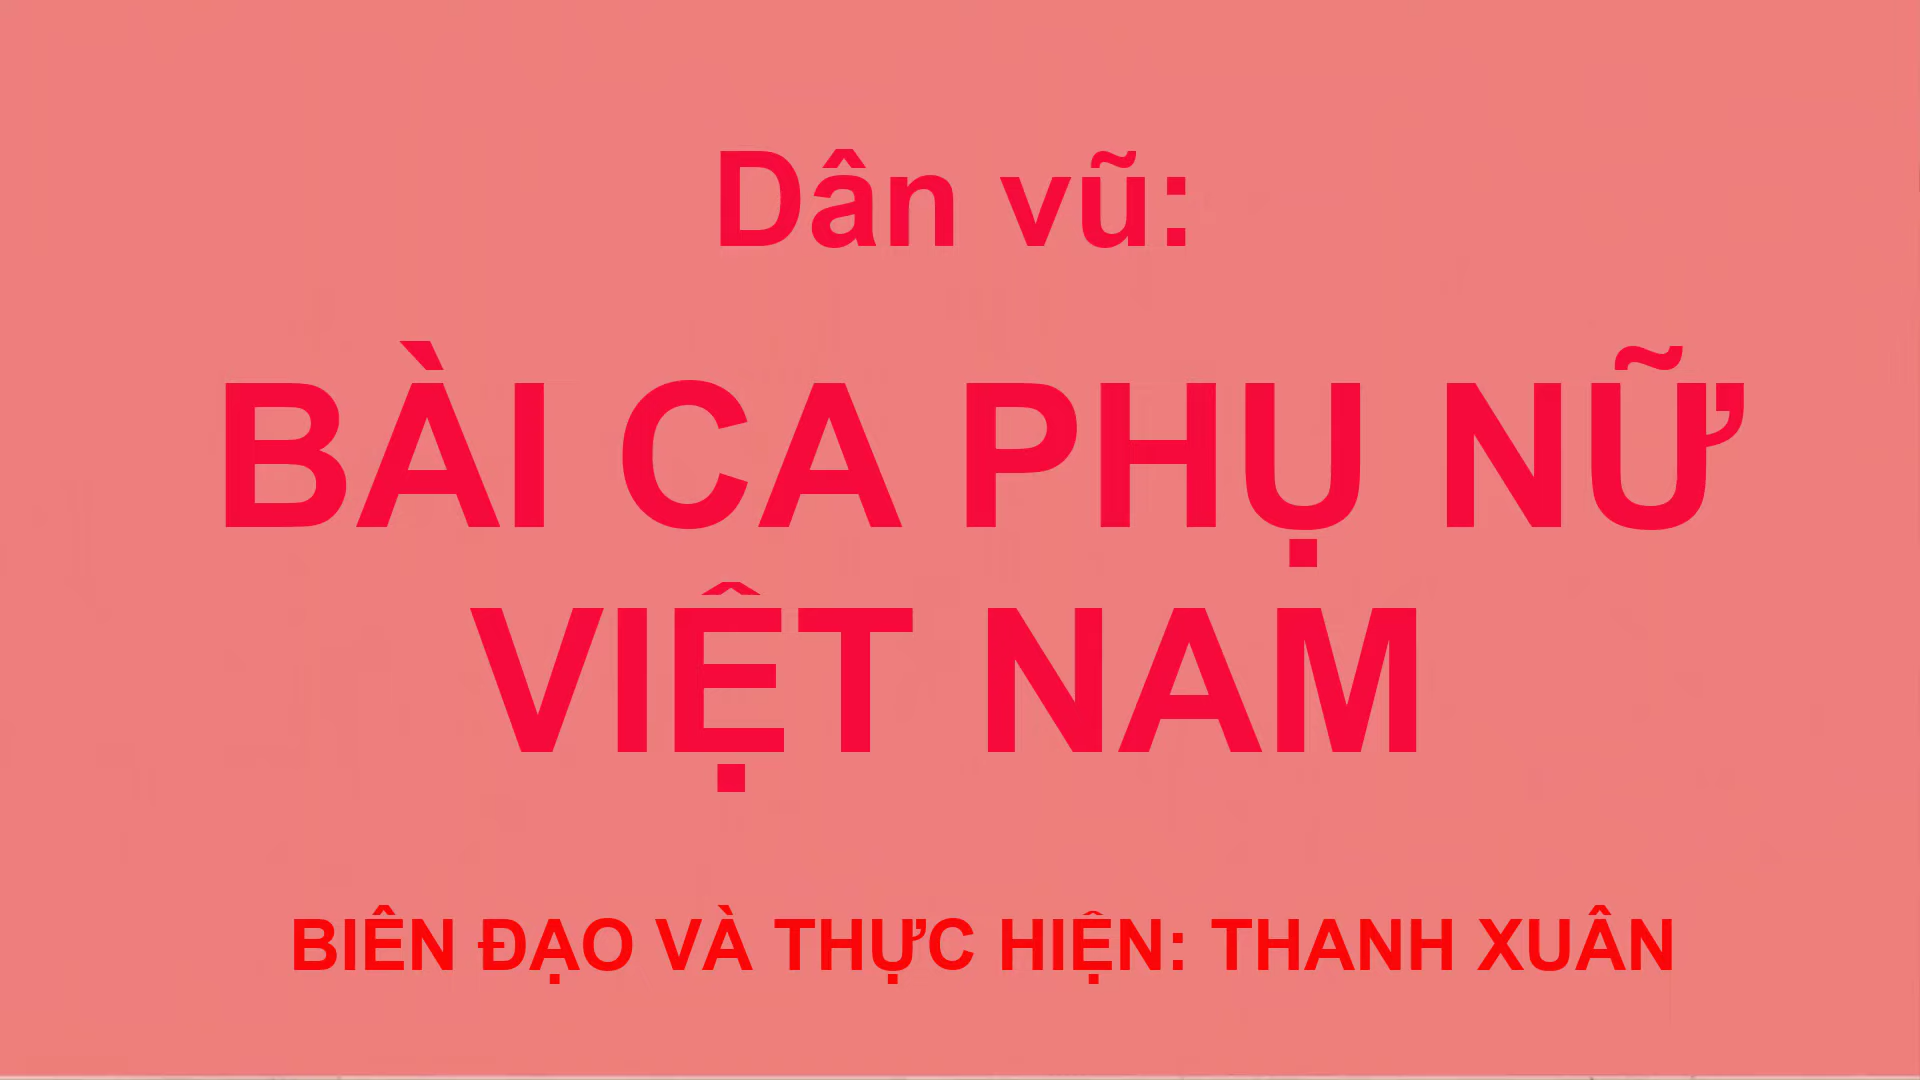 Dân vũ:
BÀI CA PHỤ NỮ
VIỆT NAM
BIÊN ĐẠO VÀ THỰC HIỆN: THANH XUÂN